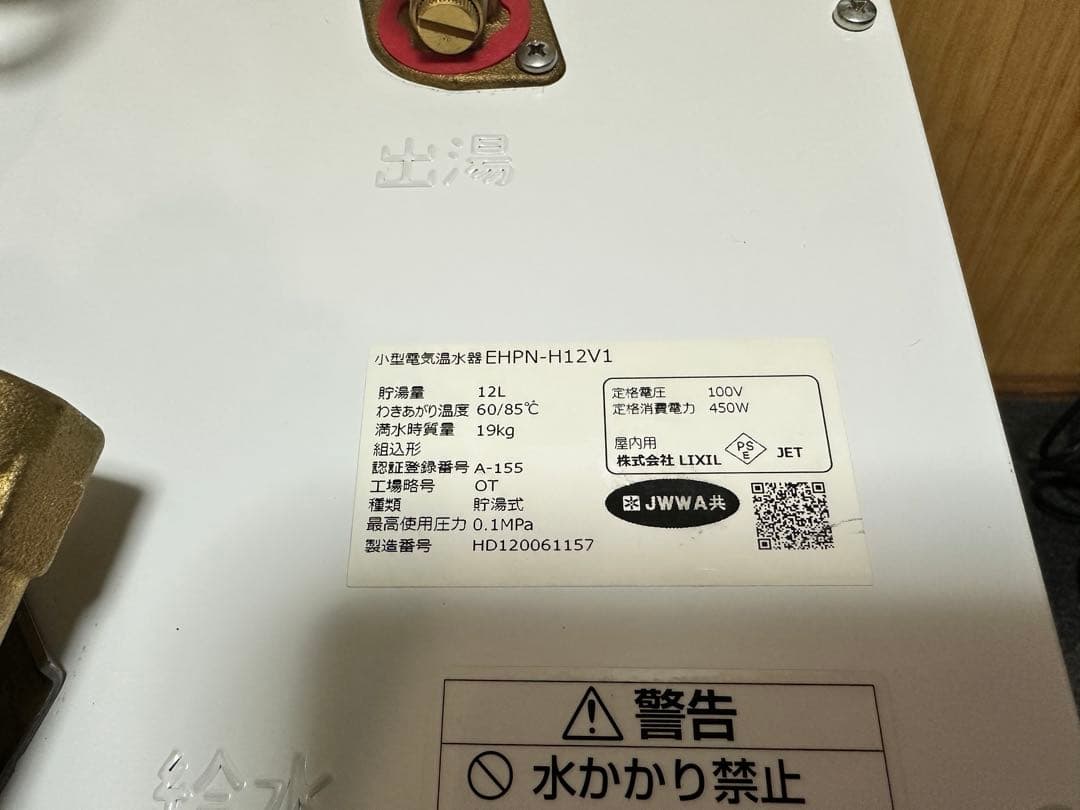 出湯
小型電気温水器 EHPN-H12V1
貯湯量 12L
わきあがり温度 60/85℃
満水時質量 19kg
組込形
認証登録番号 A-155
工場略号 OT
種類 貯湯式
最高使用圧力 0.1MPa
製造番号 HD120061157
定格電圧 100V
定格消費電力 450W
屋内用
株式会社 LIXIL
PS
E
JET
JWWA共
警告
水かかり禁止
給水